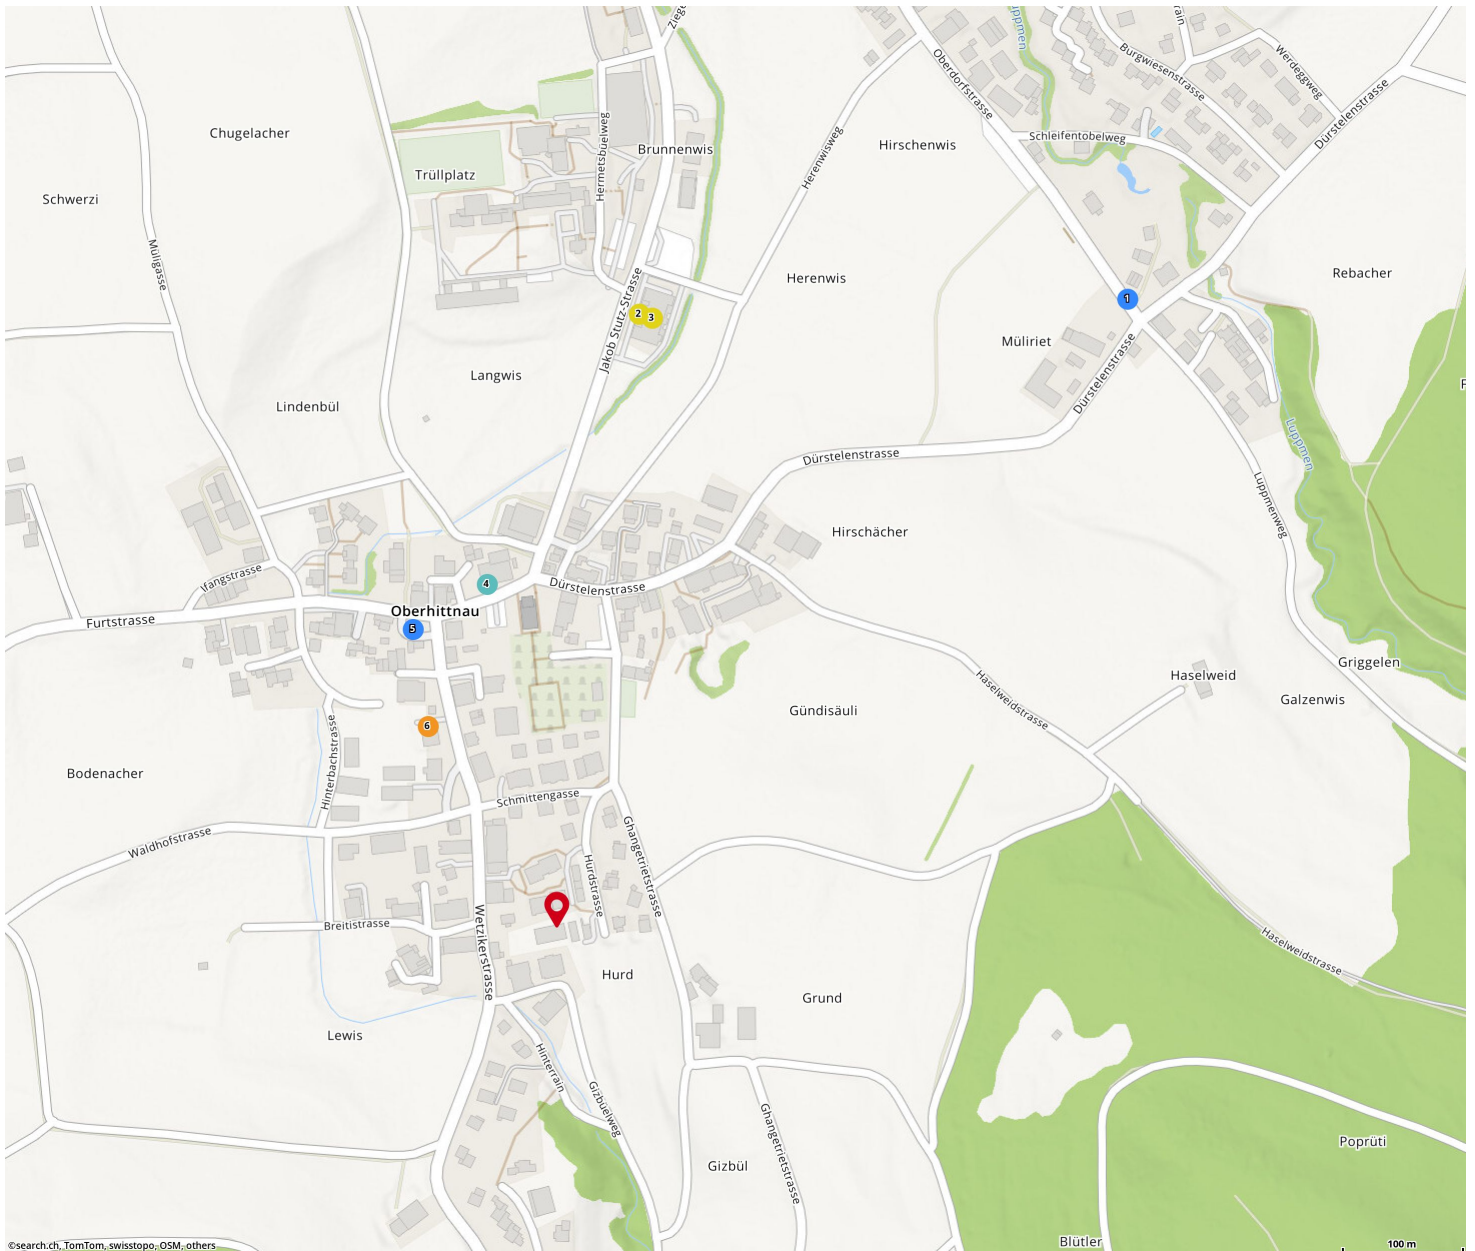 Ziege
Luppmen
rain
Burgwiesenstrasse
Werdeggweg
Oberdorfstrasse
Dürstelenstrasse
Chugelacher
Hermetsbüelweg
Brunnenwis
Hirschenwis
Schleifentobelweg
Trüllplatz
Herenwisweg
Schwerzi
Müligasse
Herenwis
Rebacher
1
2
3
Jakob Stutz-Strasse
Müliriet
Langwis
Dürstelenstrasse
Lindenbül
Luppmen
Dürstelenstrasse
Luppmenweg
Hirschächer
Ifangstrasse
4
Dürstelenstrasse
Oberhittnau
Furtstrasse
5
Griggelen
Haselweid
Galzenwis
Haselweidstrasse
Gündisäuli
6
Hinterbachstrasse
Bodenacher
Schmittengasse
Waldhofstrasse
Ghangetrietstrasse
Hurdstrasse
Breitistrasse
Wetzikerstrasse
Haselweidstrasse
Hurd
Grund
Lewis
Hinterrain
Gizbüelweg
Ghangetrietstrasse
Poprüti
Gizbül
Blütler
©search.ch, TomTom, swisstopo, OSM, others
100 m